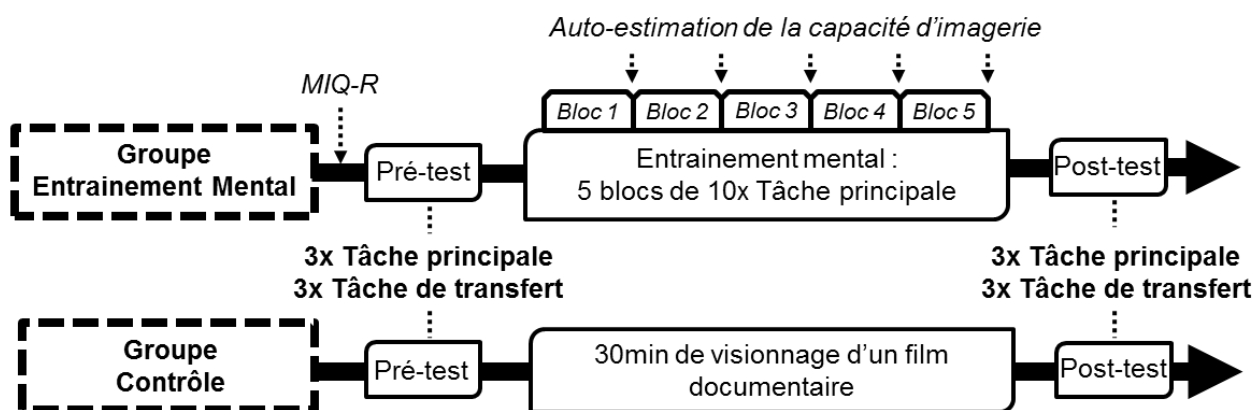 Auto-estimation de la capacité d'imagerie
MIQ-R
Bloc 1
Bloc 2
Bloc 3
Bloc 4
Bloc 5
Groupe
Entrainement Mental
Pré-test
Entrainement mental :
5 blocs de 10x Tâche principale
Post-test
3x Tâche principale
3x Tâche de transfert
3x Tâche principale
3x Tâche de transfert
Groupe
Contrôle
Pré-test
30min de visionnage d'un film
documentaire
Post-test